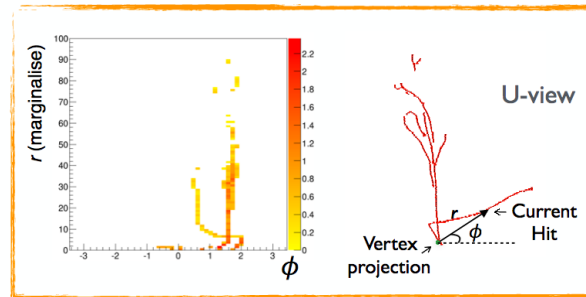 r (marginalise)
100
90
80
70
60
50
40
30
20
10
0
-3 -2 -1 0 1 2 3
ϕ
2.2
2
1.8
1.6
1.4
1.2
1
0.8
0.6
0.4
0.2
0
U-view
r
ϕ
Current
Hit
Vertex
projection